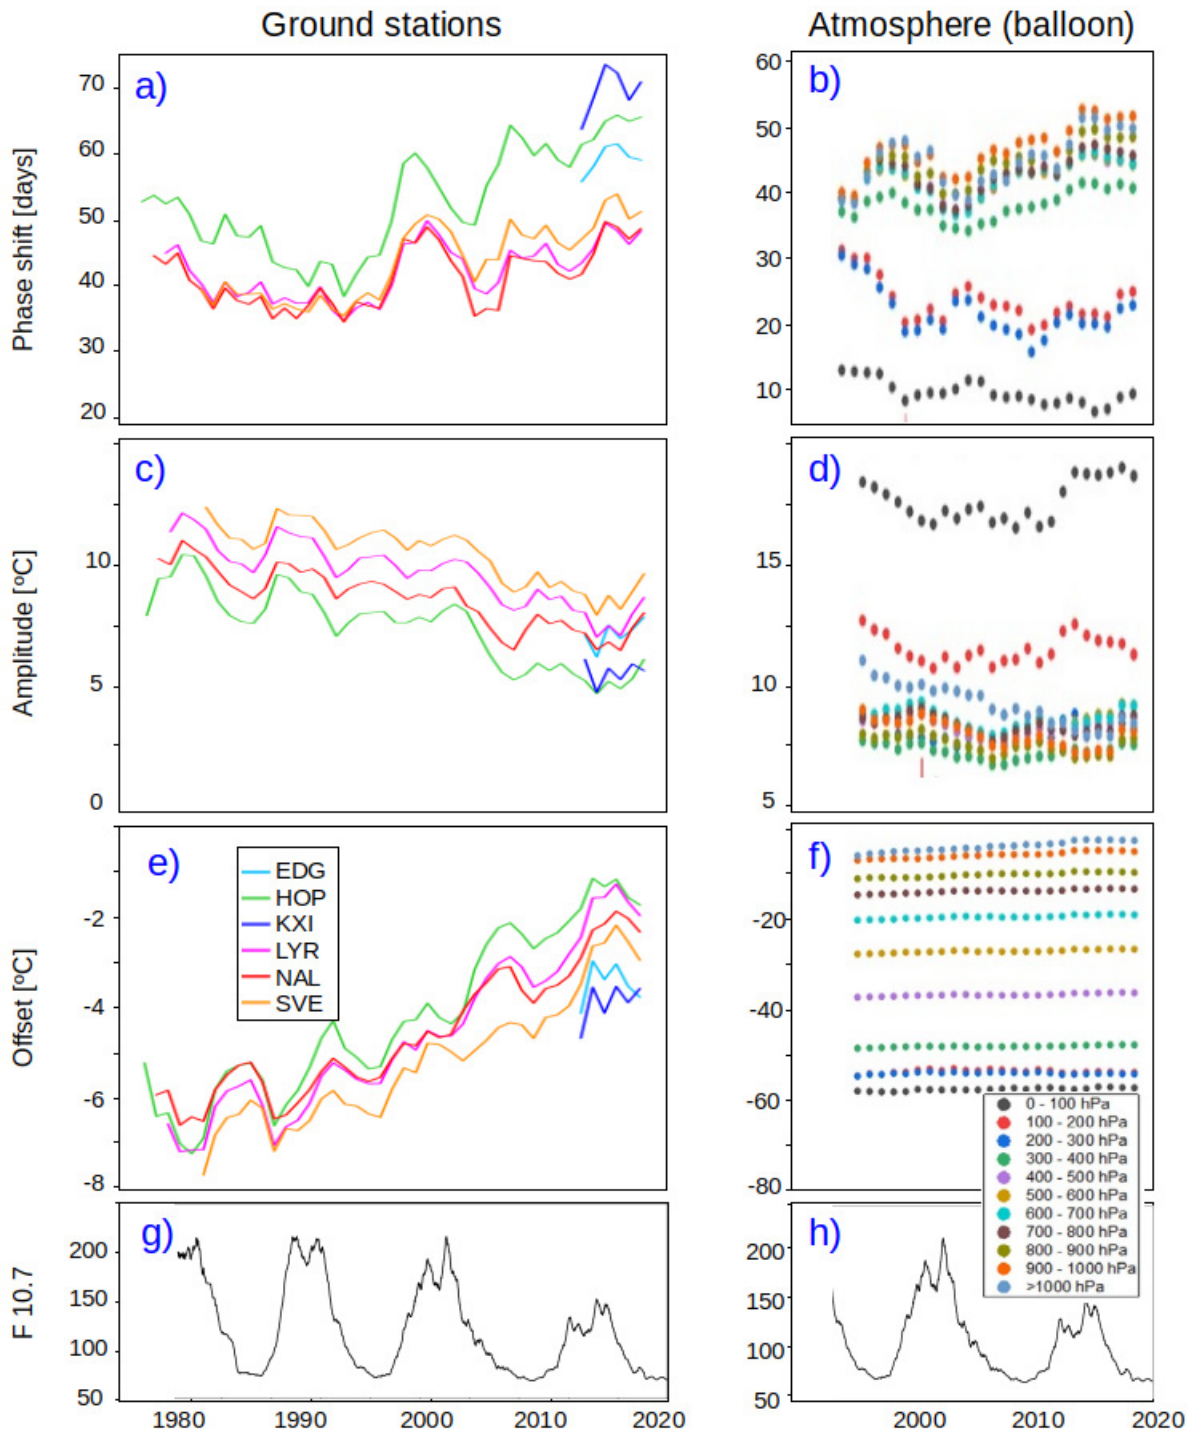 Ground stations
Atmosphere (balloon)
Phase shift [days]
a)
70
60
50
40
30
20
b)
60
50
40
30
20
10
Amplitude [ºC]
c)
10
5
0
d)
15
10
5
Offset [ºC]
e)
-2
-4
-6
-8
EDG
HOP
KXI
LYR
NAL
SVE
f)
-20
-40
-60
-80
0 - 100 hPa
100 - 200 hPa
200 - 300 hPa
300 - 400 hPa
400 - 500 hPa
500 - 600 hPa
600 - 700 hPa
700 - 800 hPa
800 - 900 hPa
900 - 1000 hPa
>1000 hPa
F 10.7
g)
200
150
100
50
1980 1990 2000 2010 2020
h)
200
150
100
50
2000 2010 2020